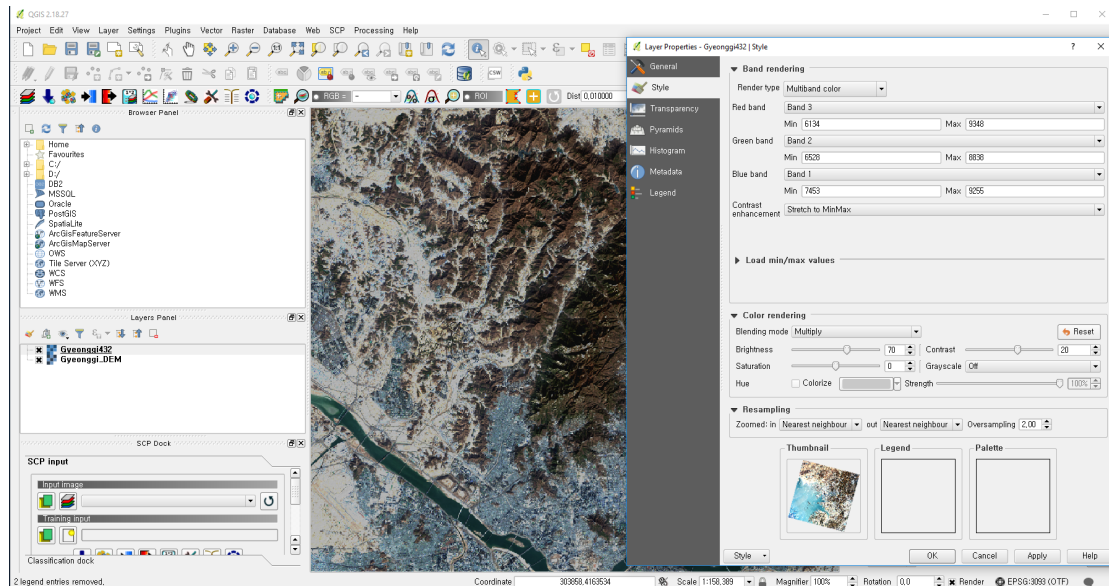 QGIS 2.18.27
Project Edit View Layer Settings Plugins Vector Raster Database Web SCP Processing Help
CSW
RGB = -
ROI
Dist 0,010000
Browser Panel
Home
Favourites
C:/
D:/
DB2
MSSQL
Oracle
PostGIS
SpatiaLite
ArcGisFeatureServer
ArcGisMapServer
OWS
Tile Server (XYZ)
WCS
WFS
WMS
Layers Panel
Gyeonggi432
Gyeonggi_DEM
SCP Dock
SCP input
Input image
Training input
Classification dock
2 legend entries removed.
Coordinate 303858,4163534 Scale 1:158,389 Magnifier 100% Rotation 0,0 Render EPSG:3093 (OTF)
Layer Properties - Gyeonggi432 | Style
General
Style
Transparency
Pyramids
Histogram
Metadata
Legend
Band rendering
Render type Multiband color
Red band Band 3
Min 6134 Max 9348
Green band Band 2
Min 6528 Max 8838
Blue band Band 1
Min 7453 Max 9255
Contrast enhancement Stretch to MinMax
Load min/max values
Color rendering
Blending mode Multiply Reset
Brightness 70 Contrast 20
Saturation 0 Grayscale Off
Hue Colorize Strength 100%
Resampling
Zoomed: in Nearest neighbour out Nearest neighbour Oversampling 2,00
Thumbnail Legend Palette
Style OK Cancel Apply Help